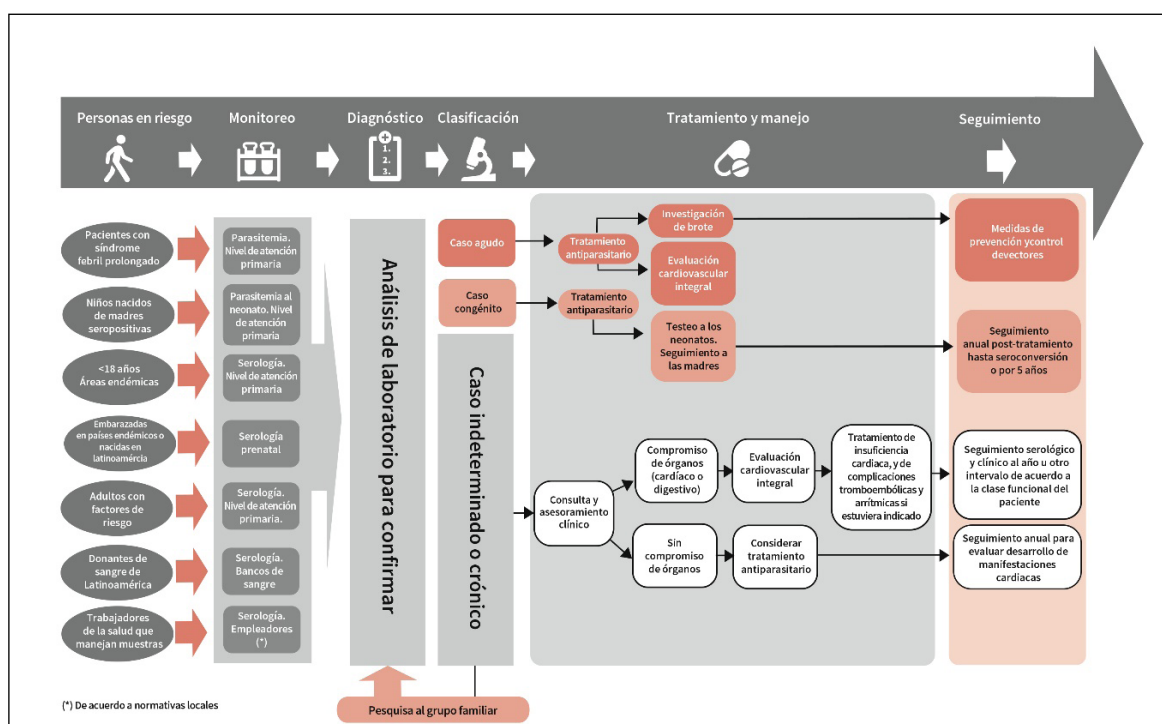 Personas en riesgo
Monitoreo
Diagnóstico
Clasificación
Tratamiento y manejo
Seguimiento
1.
2.
3.
Pacientes con
síndrome
febril prolongado
Parasitemia.
Nivel de atención
primaria
Niños nacidos
de madres
seropositivas
Parasitemia al
neonato. Nivel
de atención
primaria
<18 años
Áreas endémicas
Serología.
Nivel de atención
primaria
Embarazadas
en países endémicos o
nacidas en
latinoamércia
Serología
prenatal
Adultos con
factores de
riesgo
Serología.
Nivel de atención
primaria.
Donantes de
sangre de
Latinoamérica
Serología.
Bancos de
sangre
Trabajadores
de la salud que
manejan muestras
Serología.
Empleadores
(*)
Análisis de laboratorio para confirmar
Caso agudo
Tratamiento
antiparasitario
Investigación
de brote
Evaluación
cardiovascular
integral
Medidas de
prevención ycontrol
devectores
Caso
congénito
Tratamiento
antiparasitario
Testeo a los
neonatos.
Seguimiento a
las madres
Seguimiento
anual post-tratamiento
hasta seroconversión
o por 5 años
Caso indeterminado o crónico
Consulta y
asesoramiento
clínico
Compromiso
de órganos
(cardíaco o
digestivo)
Evaluación
cardiovascular
integral
Tratamiento de
insuficiencia
cardiaca, y de
complicaciones
tromboembólicas y
arrítmicas si
estuviera indicado
Seguimiento serológico
y clínico al año u otro
intervalo de acuerdo a
la clase funcional del
paciente
Sin
compromiso
de órganos
Considerar
tratamiento
antiparasitario
Seguimiento anual para
evaluar desarrollo de
manifestaciones
cardiacas
Pesquisa al grupo familiar
(*) De acuerdo a normativas locales